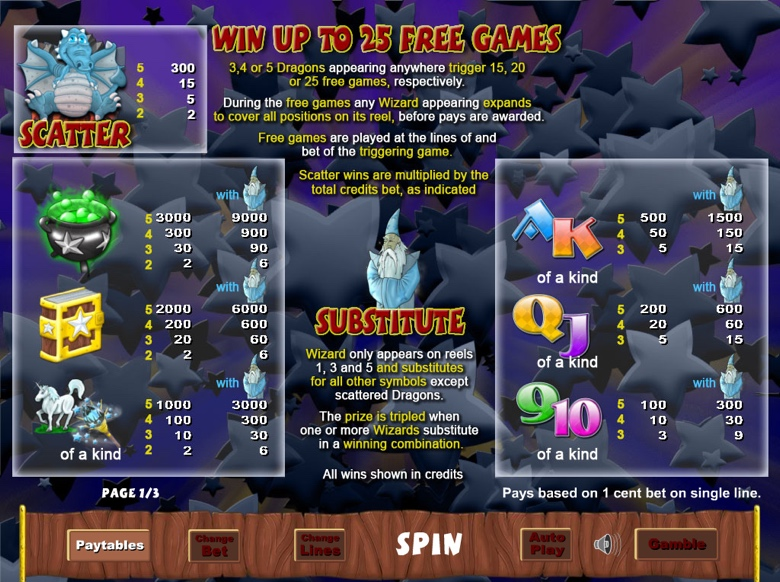 WIN UP TO 25 FREE GAMES
5 300
4 15
3 5
2 2
SCATTER
3,4 or 5 Dragons appearing anywhere trigger 15, 20
or 25 free games, respectively.
During the free games any Wizard appearing expands
to cover all positions on its reel, before pays are awarded.
Free games are played at the lines of and
bet of the triggering game.
Scatter wins are multiplied by the
total credits bet, as indicated
with
5 3000 9000
4 300 900
3 30 90
2 2 6
with
5 2000 6000
4 200 600
3 20 60
2 2 6
with
5 1000 3000
4 100 300
3 10 30
2 2 6
of a kind
SUBSTITUTE
Wizard only appears on reels
1, 3 and 5 and substitutes
for all other symbols except
scattered Dragons.
The prize is tripled when
one or more Wizards substitute
in a winning combination.
All wins shown in credits
with
AK
5 500 1500
4 50 150
3 5 15
of a kind
with
QJ
5 200 600
4 20 60
3 5 15
of a kind
with
910
5 100 300
4 10 30
3 3 9
of a kind
PAGE 1/3
Pays based on 1 cent bet on single line.
Paytables
Change
Bet
Change
Lines
SPIN
Auto
Play
Gamble